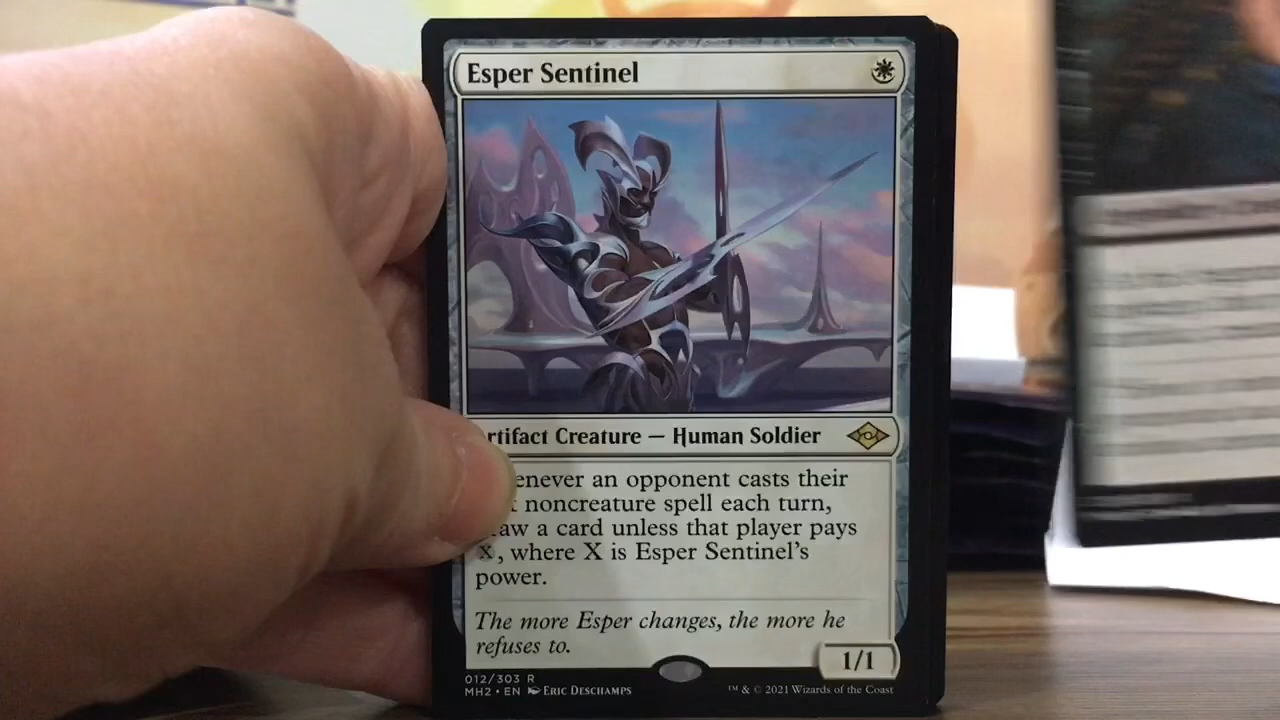 Esper Sentinel
rtifact Creature — Human Soldier
enever an opponent casts their
t noncreature spell each turn,
aw a card unless that player pays
X, where X is Esper Sentinel's
power.
The more Esper changes, the more he
refuses to.
1/1
012/303 R
MH2 • EN Eric Deschamps
™ & © 2021 Wizards of the Coast